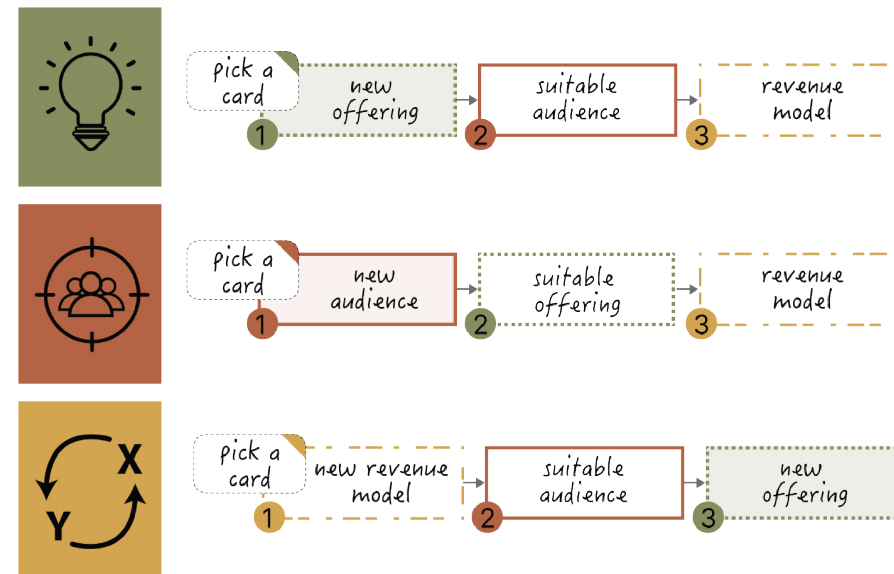 pick a
card
1
new
offering
2
suitable
audience
3
revenue
model
pick a
card
1
new
audience
2
suitable
offering
3
revenue
model
X
Y
pick a
card
1
new revenue
model
2
suitable
audience
3
new
offering